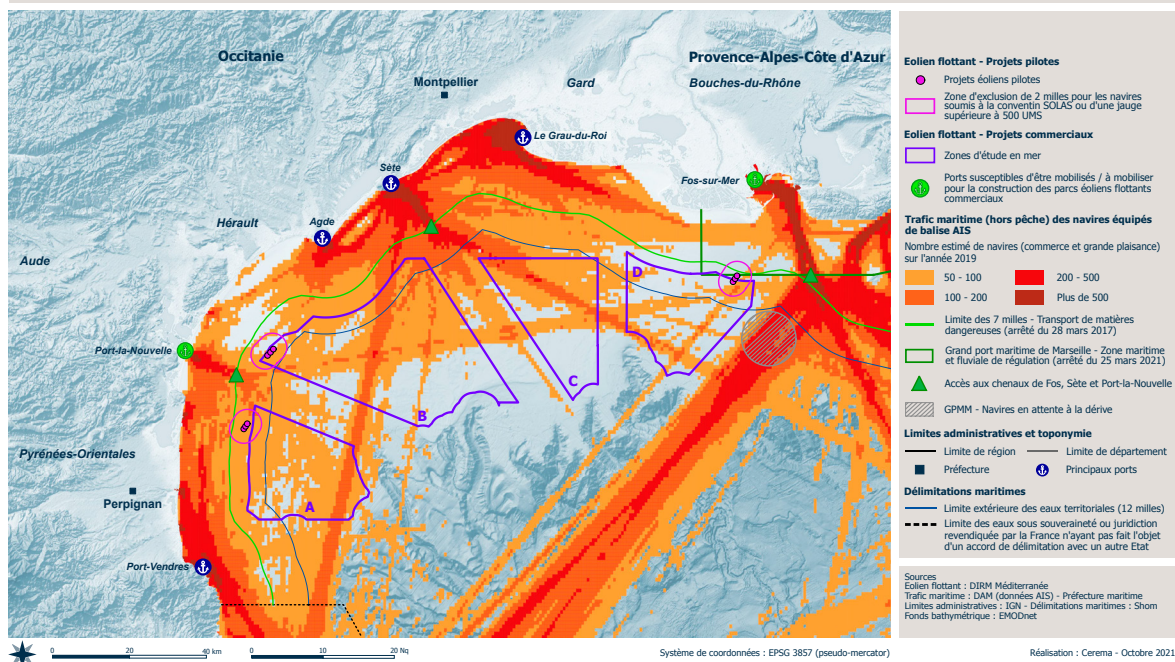 Occitanie
Provence-Alpes-Côte d'Azur
Montpellier
Gard
Bouches-du-Rhône
Le Grau-du-Roi
Sète
Fos-sur-Mer
Hérault
Agde
Aude
D
Port-la-Nouvelle
C
B
Pyrénées-Orientales
Perpignan
A
Port-Vendres
0 20 40 km
0 10 20 Nq
Système de coordonnées : EPSG 3857 (pseudo-mercator)
Réalisation : Cerema - Octobre 2021
Eolien flottant - Projets pilotes
Projets éoliens pilotes
Zone d'exclusion de 2 milles pour les navires
soumis à la conventin SOLAS ou d'une jauge
supérieure à 500 UMS
Eolien flottant - Projets commerciaux
Zones d'étude en mer
Ports susceptibles d'être mobilisés / à mobiliser
pour la construction des parcs éoliens flottants
commerciaux
Trafic maritime (hors pêche) des navires équipés
de balise AIS
Nombre estimé de navires (commerce et grande plaisance)
sur l'année 2019
50 - 100
200 - 500
100 - 200
Plus de 500
Limite des 7 milles - Transport de matières
dangereuses (arrêté du 28 mars 2017)
Grand port maritime de Marseille - Zone maritime
et fluviale de régulation (arrêté du 25 mars 2021)
Accès aux chenaux de Fos, Sète et Port-la-Nouvelle
GPMM - Navires en attente à la dérive
Limites administratives et toponymie
Limite de région
Limite de département
Préfecture
Principaux ports
Délimitations maritimes
Limite extérieure des eaux territoriales (12 milles)
Limite des eaux sous souveraineté ou juridiction
revendiquée par la France n'ayant pas fait l'objet
d'un accord de délimitation avec un autre Etat
Sources
Eolien flottant : DIRM Méditerranée
Trafic maritime : DAM (données AIS) - Préfecture maritime
Limites administratives : IGN - Délimitations maritimes : Shom
Fonds bathymétrique : EMODnet